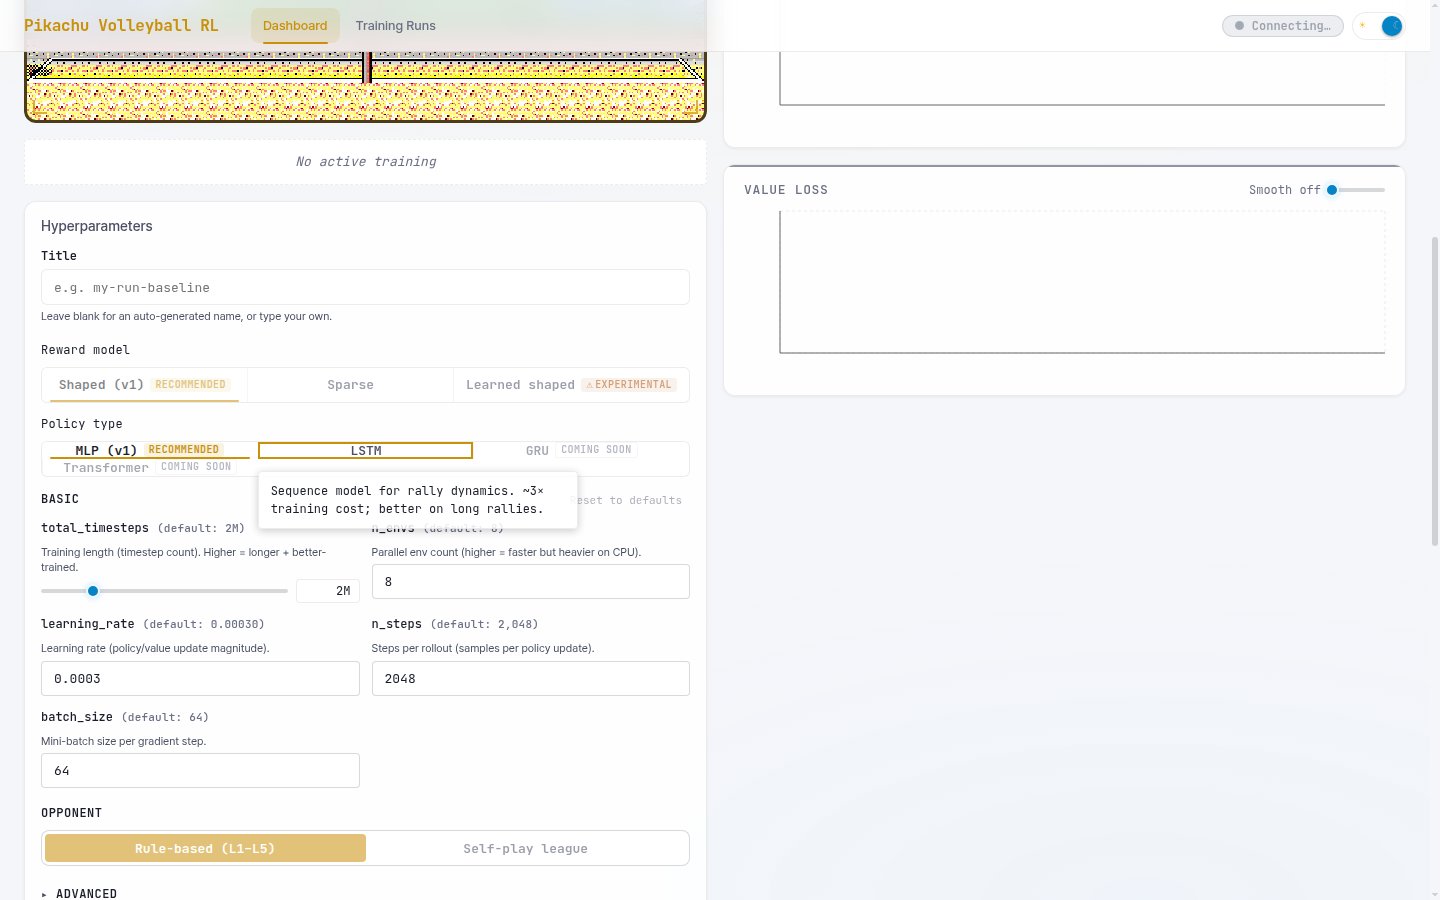 Pikachu Volleyball RL
Dashboard
Training Runs
Connecting…
No active training
VALUE LOSS
Smooth off
Hyperparameters
Title
e.g. my-run-baseline
Leave blank for an auto-generated name, or type your own.
Reward model
Shaped (v1) RECOMMENDED
Sparse
Learned shaped ⚠ EXPERIMENTAL
Policy type
MLP (v1) RECOMMENDED
LSTM
GRU COMING SOON
Transformer COMING SOON
Sequence model for rally dynamics. ~3×
training cost; better on long rallies.
BASIC
eset to defaults
total_timesteps (default: 2M)
Training length (timestep count). Higher = longer + better-
trained.
2M
n_envs (default: 8)
Parallel env count (higher = faster but heavier on CPU).
8
learning_rate (default: 0.00030)
Learning rate (policy/value update magnitude).
0.0003
n_steps (default: 2,048)
Steps per rollout (samples per policy update).
2048
batch_size (default: 64)
Mini-batch size per gradient step.
64
OPPONENT
Rule-based (L1–L5)
Self-play league
▸ ADVANCED